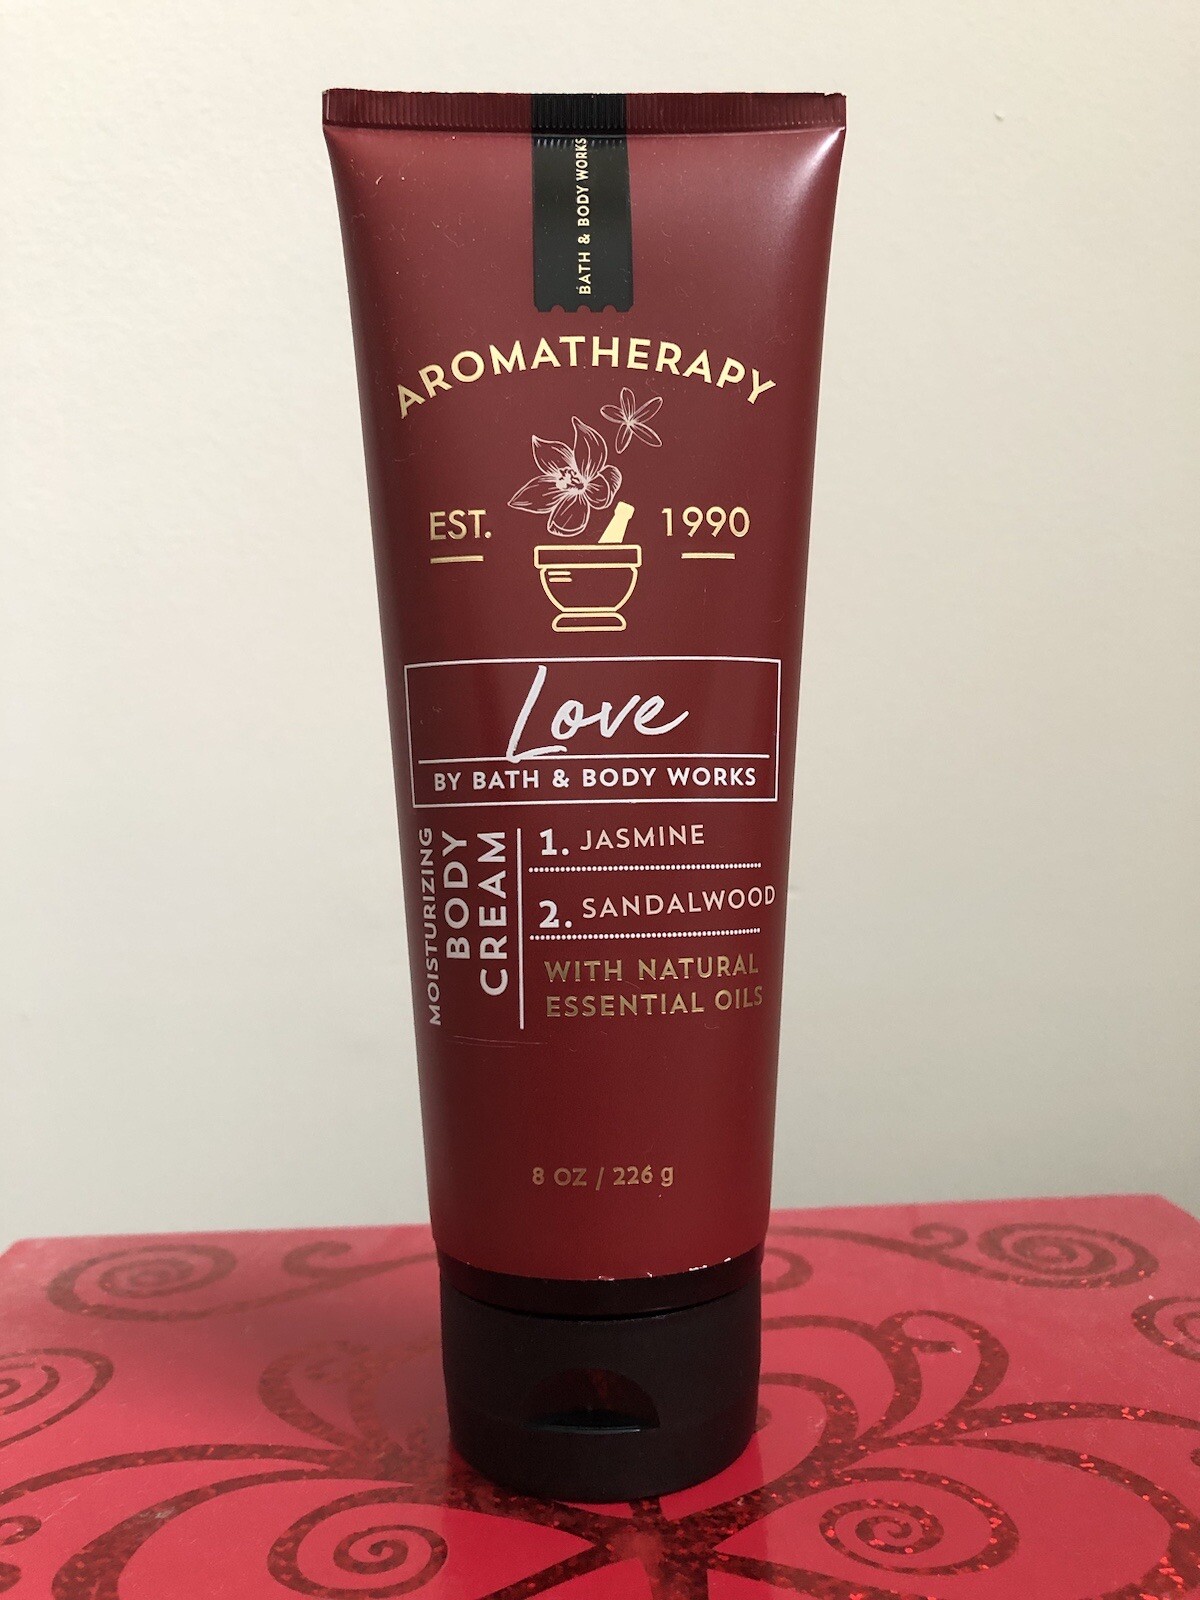 BATH & BODY WORKS
AROMATHERAPY
EST. 1990
Love
BY BATH & BODY WORKS
MOISTURIZING
BODY
CREAM
1. JASMINE
2. SANDALWOOD
WITH NATURAL
ESSENTIAL OILS
8 OZ / 226 g